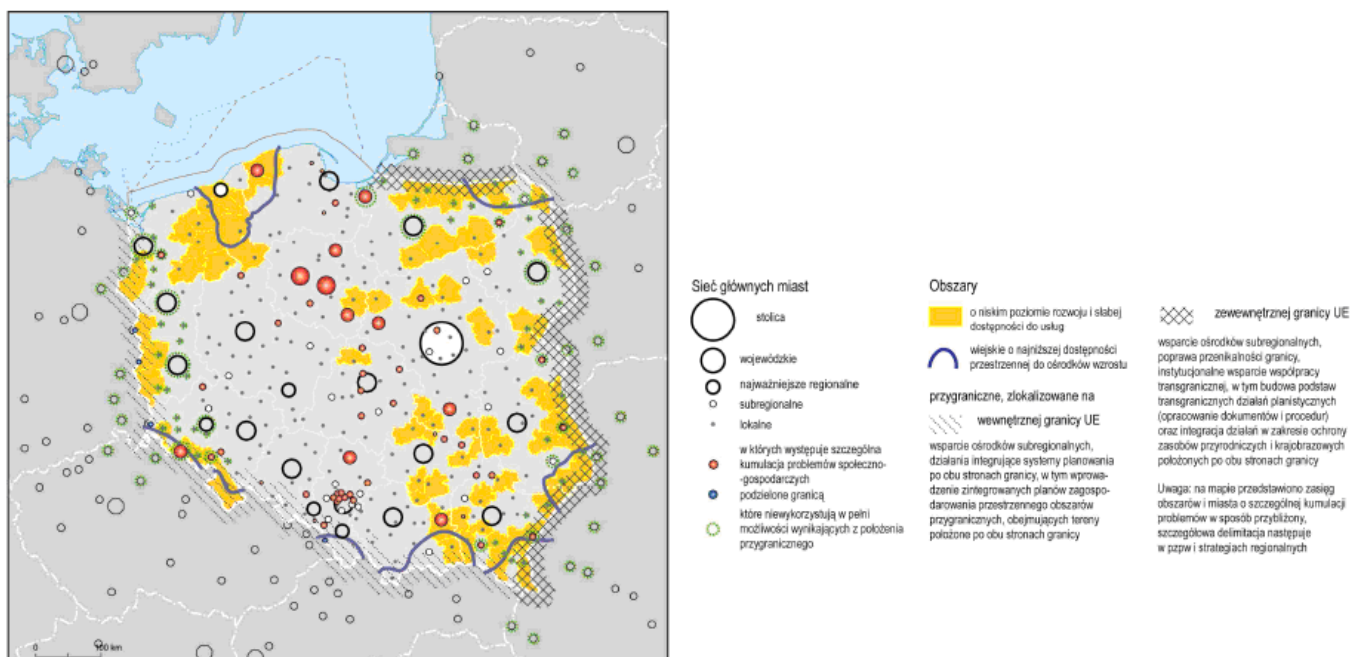 0 100 km
Sieć głównych miast
stolica
wojewódzkie
najważniejsze regionalne
subregionalne
lokalne
w których występuje szczególna
kumulacja problemów społeczno-
-gospodarczych
podzielone granicą
które niewykorzystują w pełni
możliwości wynikających z położenia
przygranicznego
Obszary
o niskim poziomie rozwoju i słabej
dostępności do usług
wiejskie o najniższej dostępności
przestrzennej do ośrodków wzrostu
przygraniczne, zlokalizowane na
wewnętrznej granicy UE
wsparcie ośrodków subregionalnych,
działania integrujące systemy planowania
po obu stronach granicy, w tym wprowa-
dzenie zintegrowanych planów zagospo-
darowania przestrzennego obszarów
przygranicznych, obejmujących tereny
położone po obu stronach granicy
zewewnętrznej granicy UE
wsparcie ośrodków subregionalnych,
poprawa przenikalności granicy,
instytucjonalne wsparcie współpracy
transgranicznej, w tym budowa podstaw
transgranicznych działań planistycznych
(opracowanie dokumentów i procedur)
oraz integracja działań w zakresie ochrony
zasobów przyrodniczych i krajobrazowych
położonych po obu stronach granicy
Uwaga: na mapie przedstawiono zasięg
obszarów i miasta o szczególnej kumulacji
problemów w sposób przybliżony,
szczegółowa delimitacja następuje
w pzpw i strategiach regionalnych